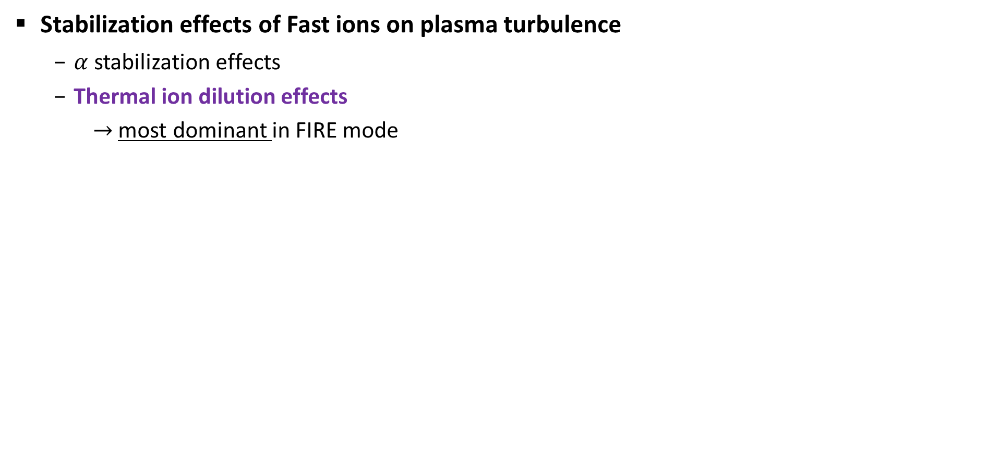 ▪ Stabilization effects of Fast ions on plasma turbulence
− 𝛼 stabilization effects
− Thermal ion dilution effects
→ most dominant in FIRE mode